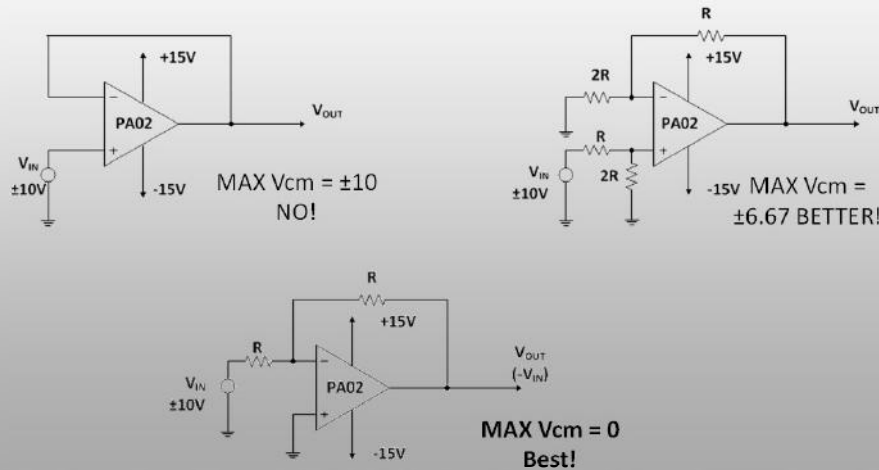 +15V
PA02
V_OUT
V_IN
±10V
-15V
MAX Vcm = ±10
NO!
R
+15V
2R
PA02
V_OUT
R
V_IN
±10V
2R
-15V
MAX Vcm =
±6.67 BETTER!
R
+15V
R
V_OUT
(-V_IN)
V_IN
±10V
PA02
-15V
MAX Vcm = 0
Best!